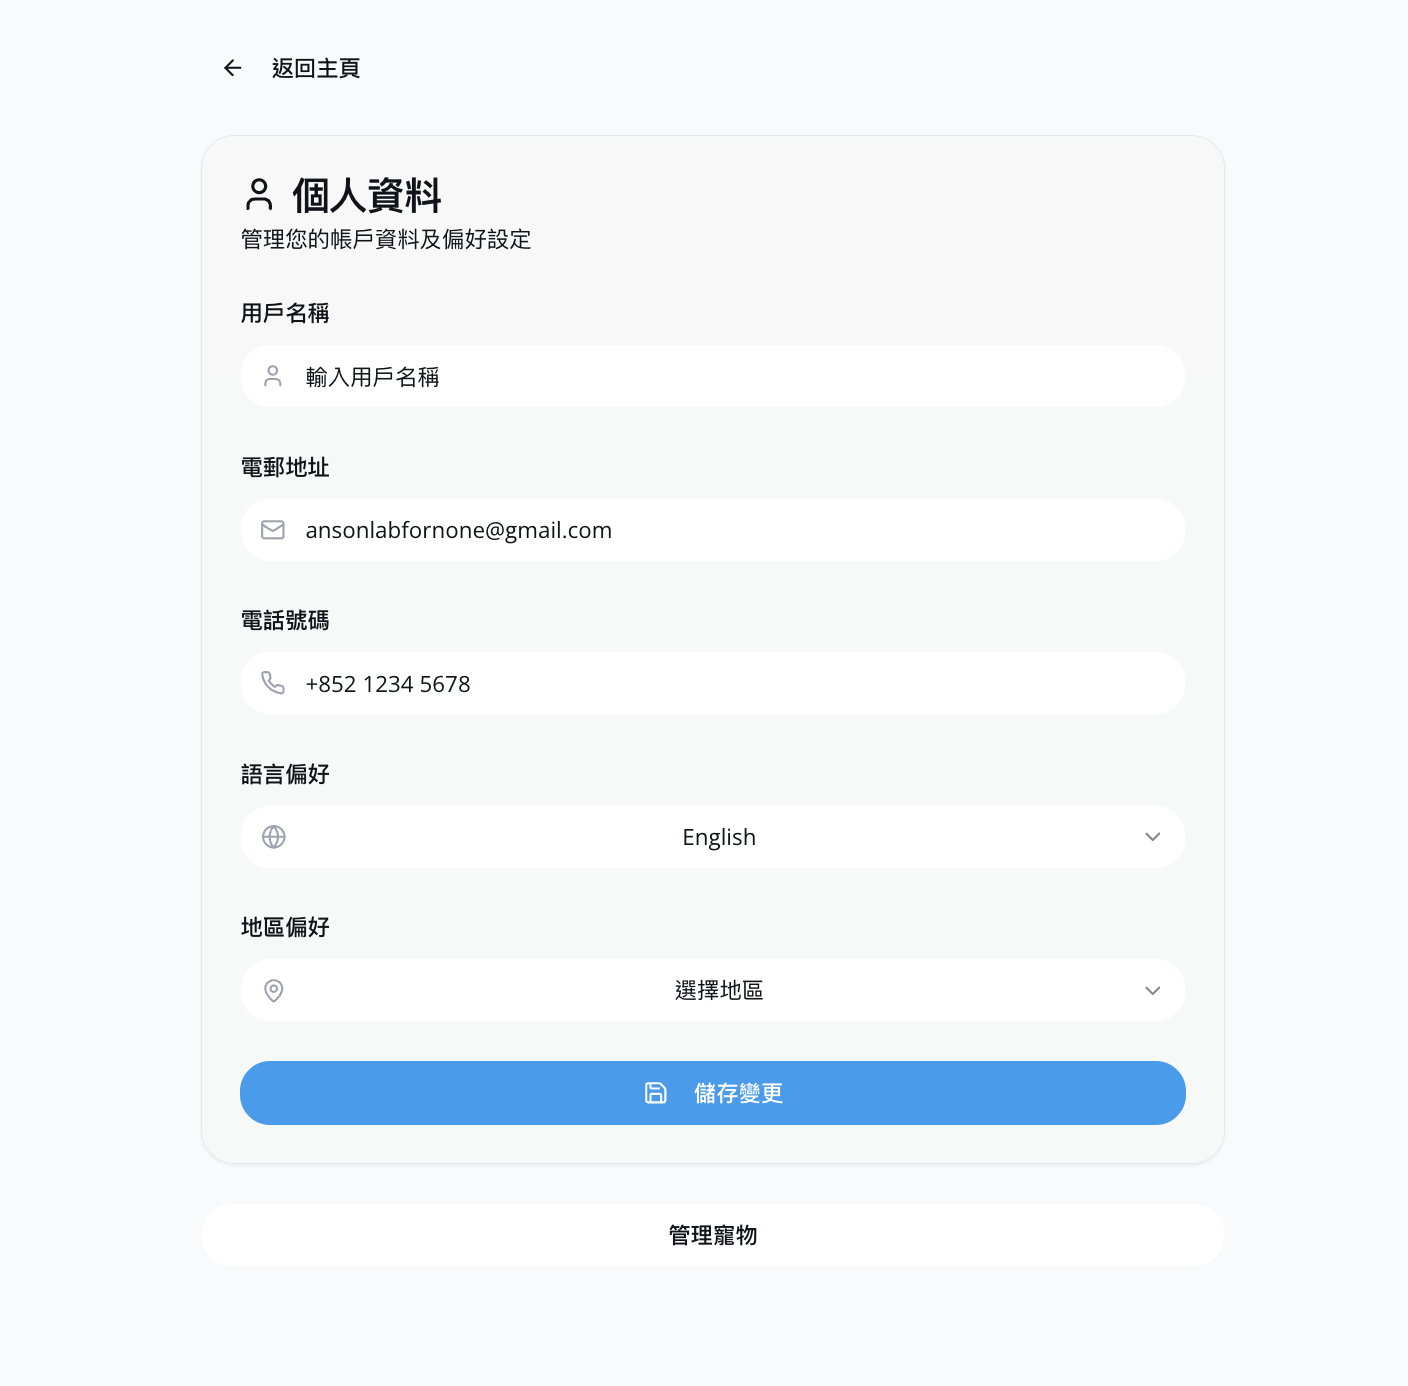 返回主頁
個人資料
管理您的帳戶資料及偏好設定
用戶名稱
輸入用戶名稱
電郵地址
ansonlabfornone@gmail.com
電話號碼
+852 1234 5678
語言偏好
English
地區偏好
選擇地區
儲存變更
管理寵物